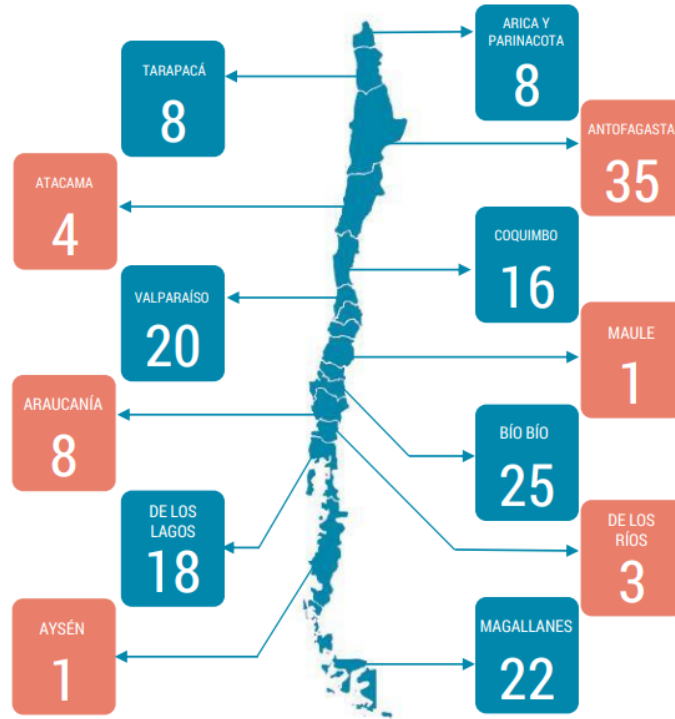 ARICA Y
PARINACOTA
8
TARAPACÁ
8
ANTOFAGASTA
35
ATACAMA
4
COQUIMBO
16
VALPARAÍSO
20
MAULE
1
ARAUCANÍA
8
BÍO BÍO
25
DE LOS
LAGOS
18
DE LOS
RÍOS
3
AYSÉN
1
MAGALLANES
22